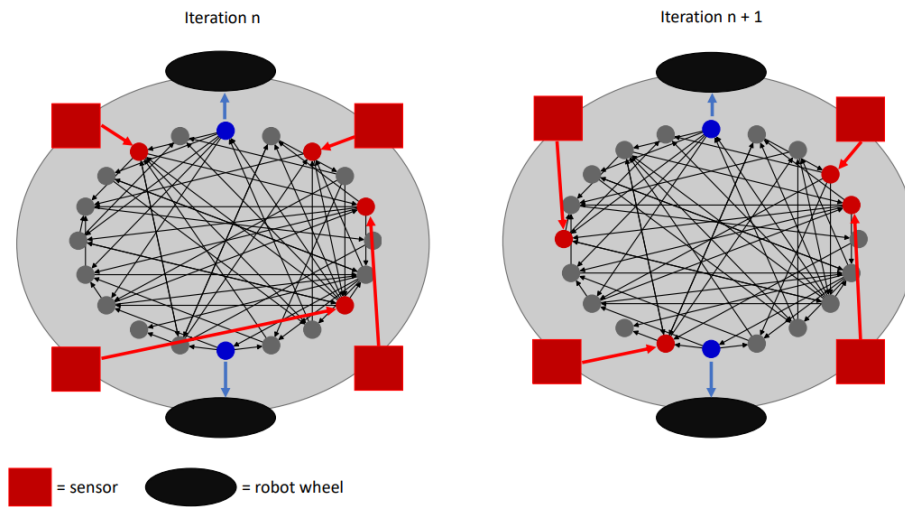 Iteration n
Iteration n + 1
= sensor
= robot wheel